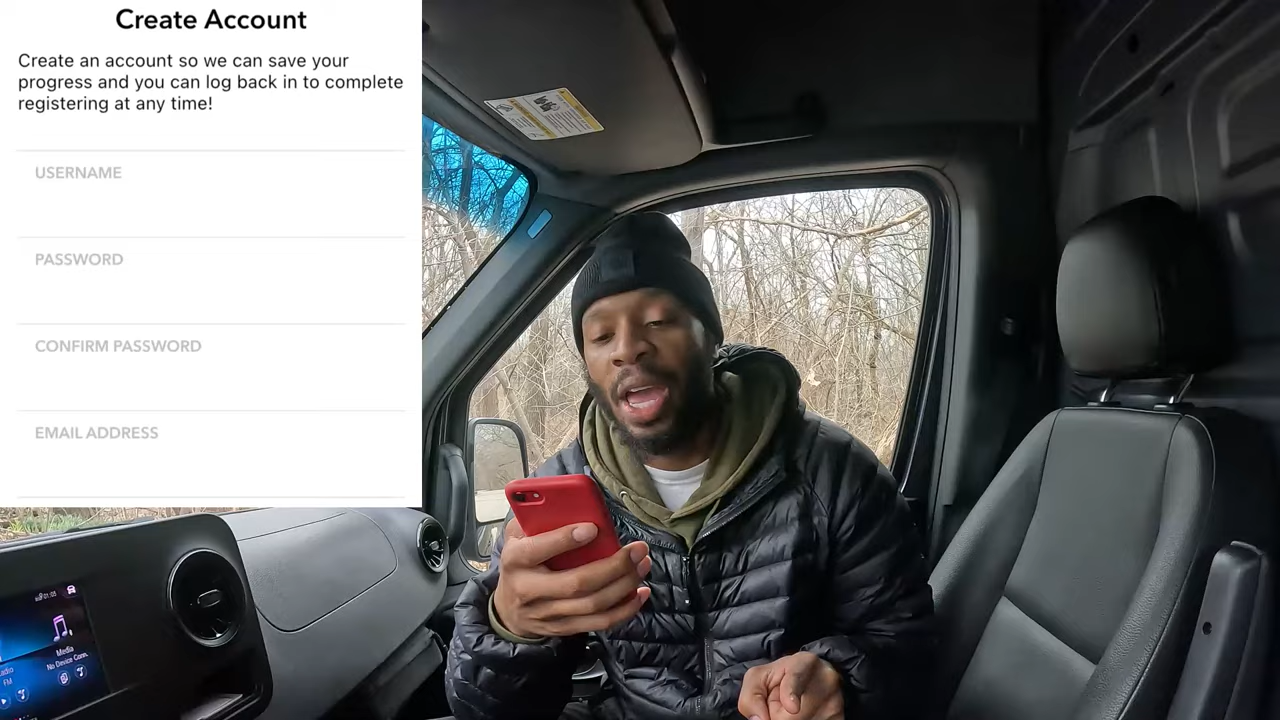 Create Account
Create an account so we can save your
progress and you can log back in to complete
registering at any time!
USERNAME
PASSWORD
CONFIRM PASSWORD
EMAIL ADDRESS
Media
No Device Conn.
FM